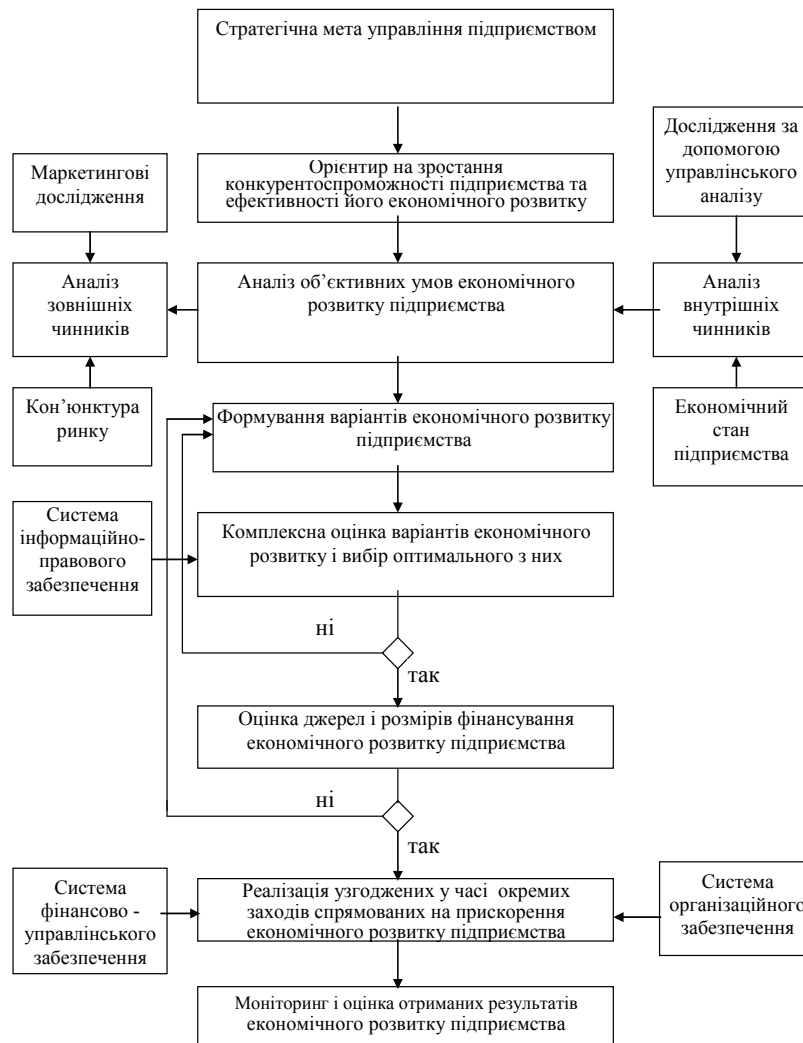 Стратегічна мета управління підприємством
Дослідження за
допомогою
управлінського
аналізу
Маркетингові
дослідження
Орієнтир на зростання
конкурентоспроможності підприємства та
ефективності його економічного розвитку
Аналіз
зовнішніх
чинників
Аналіз об’єктивних умов економічного
розвитку підприємства
Аналіз
внутрішніх
чинників
Кон’юнктура
ринку
Формування варіантів економічного розвитку
підприємства
Економічний
стан
підприємства
Система
інформаційно-
правового
забезпечення
Комплексна оцінка варіантів економічного
розвитку і вибір оптимального з них
ні
так
Оцінка джерел і розмірів фінансування
економічного розвитку підприємства
ні
так
Система
фінансово -
управлінського
забезпечення
Реалізація узгоджених у часі окремих
заходів спрямованих на прискорення
економічного розвитку підприємства
Система
організаційного
забезпечення
Моніторинг і оцінка отриманих результатів
економічного розвитку підприємства